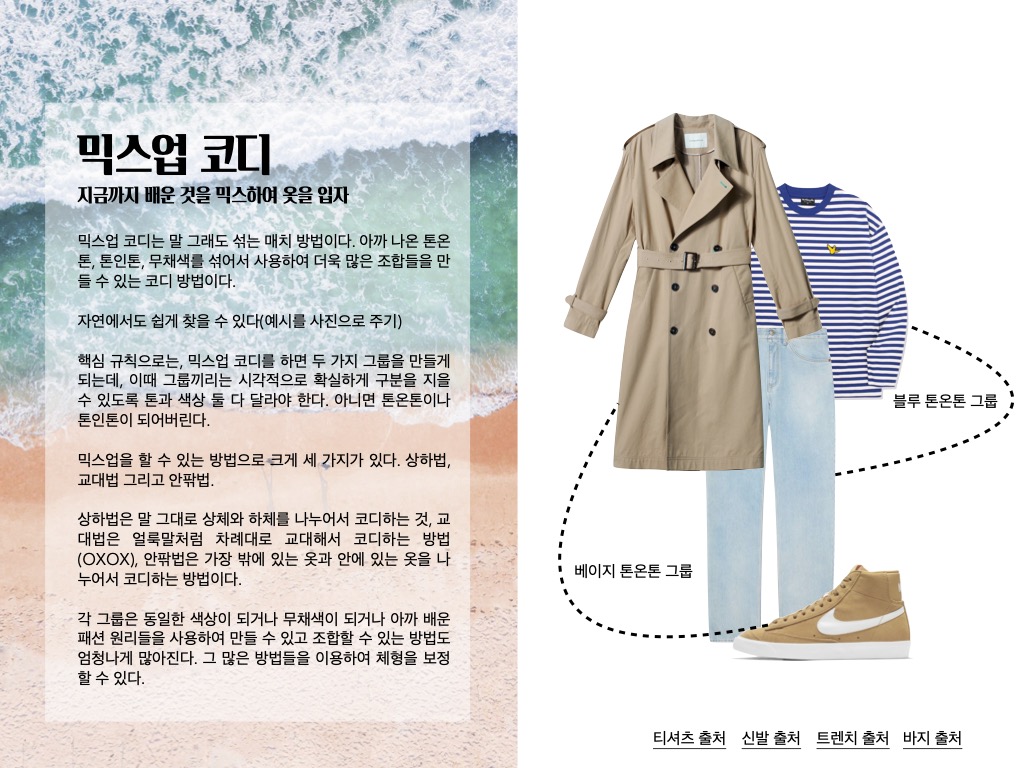 믹스업 코디
지금까지 배운 것을 믹스하여 옷을 입자
믹스업 코디는 말 그래도 섞는 매치 방법이다. 아까 나온 톤온
톤, 톤인톤, 무채색를 섞어서 사용하여 더욱 많은 조합들을 만
들 수 있는 코디 방법이다.
자연에서도 쉽게 찾을 수 있다(예시를 사진으로 주기)
핵심 규칙으로는, 믹스업 코디를 하면 두 가지 그룹을 만들게
되는데, 이때 그룹끼리는 시각적으로 확실하게 구분을 지을
수 있도록 톤과 색상 둘 다 달라야 한다. 아니면 톤온톤이나
톤인톤이 되어버린다.
믹스업을 할 수 있는 방법으로 크게 세 가지가 있다. 상하법,
교대법 그리고 안팎법.
상하법은 말 그대로 상체와 하체를 나누어서 코디하는 것, 교
대법은 얼룩말처럼 차례대로 교대해서 코디하는 방법
(OXOX), 안팎법은 가장 밖에 있는 옷과 안에 있는 옷을 나
누어서 코디하는 방법이다.
각 그룹은 동일한 색상이 되거나 무채색이 되거나 아까 배운
패션 원리들을 사용하여 만들 수 있고 조합할 수 있는 방법도
엄청나게 많아진다. 그 많은 방법들을 이용하여 체형을 보정
할 수 있다.
블루 톤온톤 그룹
베이지 톤온톤 그룹
티셔츠 출처 신발 출처 트렌치 출처 바지 출처